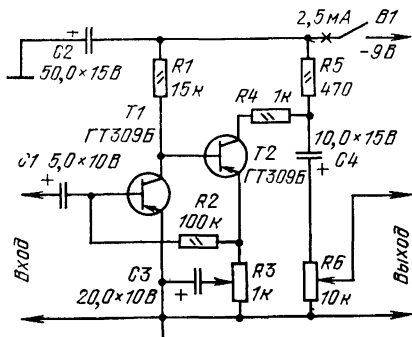 2,5мА В1
-9В
С2
50,0×15В
R1
15к
R5
470
R4 1к
Т1
ГТ309Б
Т2
ГТ309Б
10,0×15В
С4
С1 5,0×10В
R2
100к
С3
20,0×10В
R3
1к
R6
10к
Вход
Выход
+
+
+
+